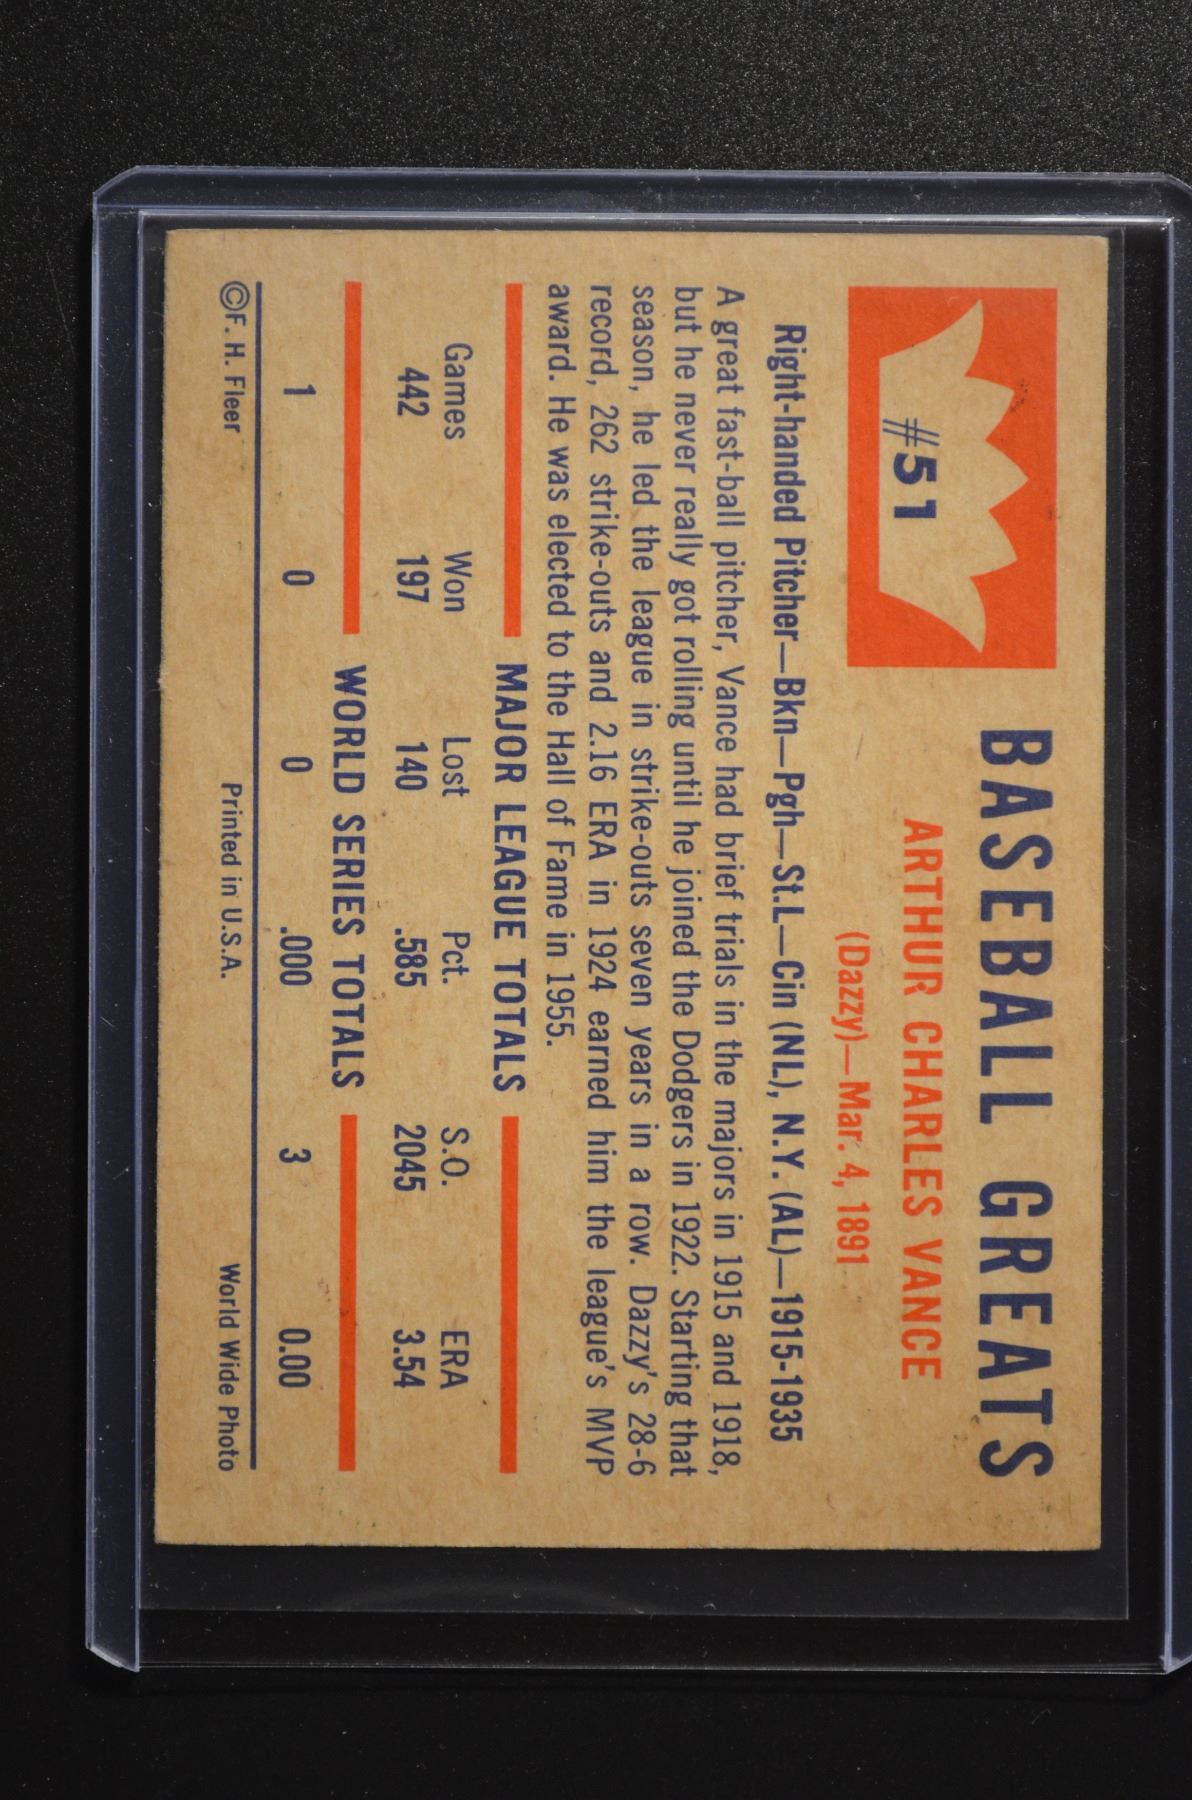 #51
BASEBALL GREATS
ARTHUR CHARLES VANCE
(Dazzy)—Mar. 4, 1891
Right-handed Pitcher—Bkn—Pgh—St.L—Cin (NL), N.Y. (AL)—1915-1935
A great fast-ball pitcher, Vance had brief trials in the majors in 1915 and 1918,
but he never really got rolling until he joined the Dodgers in 1922. Starting that
season, he led the league in strike-outs seven years in a row. Dazzy's 28-6
record, 262 strike-outs and 2.16 ERA in 1924 earned him the league's MVP
award. He was elected to the Hall of Fame in 1955.
MAJOR LEAGUE TOTALS
Games Won Lost Pct. S.O. ERA
442 197 140 .585 2045 3.54
WORLD SERIES TOTALS
1 0 0 .000 3 0.00
©F. H. Fleer Printed in U.S.A. World Wide Photo